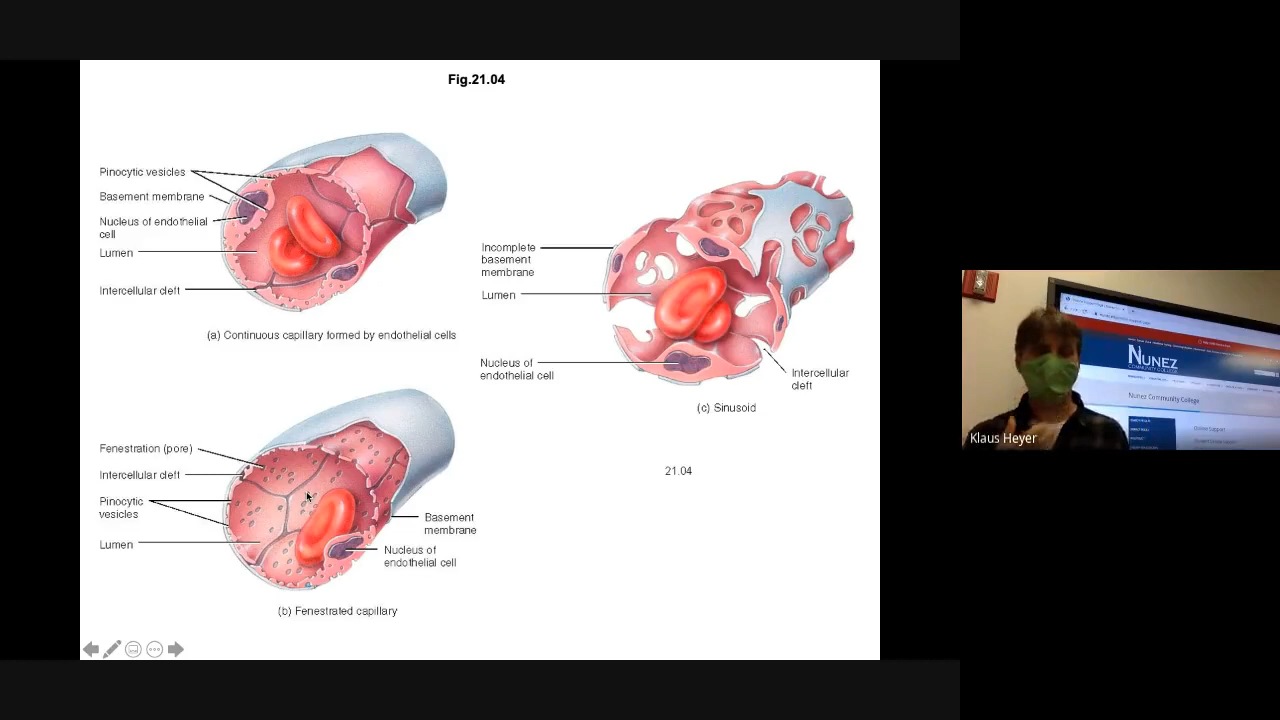 Fig.21.04
Pinocytic vesicles
Basement membrane
Nucleus of endothelial
cell
Lumen
Intercellular cleft
(a) Continuous capillary formed by endothelial cells
Incomplete
basement
membrane
Lumen
Nucleus of
endothelial cell
Intercellular
cleft
(c) Sinusoid
21.04
Fenestration (pore)
Intercellular cleft
Pinocytic
vesicles
Lumen
Basement
membrane
Nucleus of
endothelial cell
(b) Fenestrated capillary
NUNEZ
COMMUNITY COLLEGE
Nunez Community College
Klaus Heyer